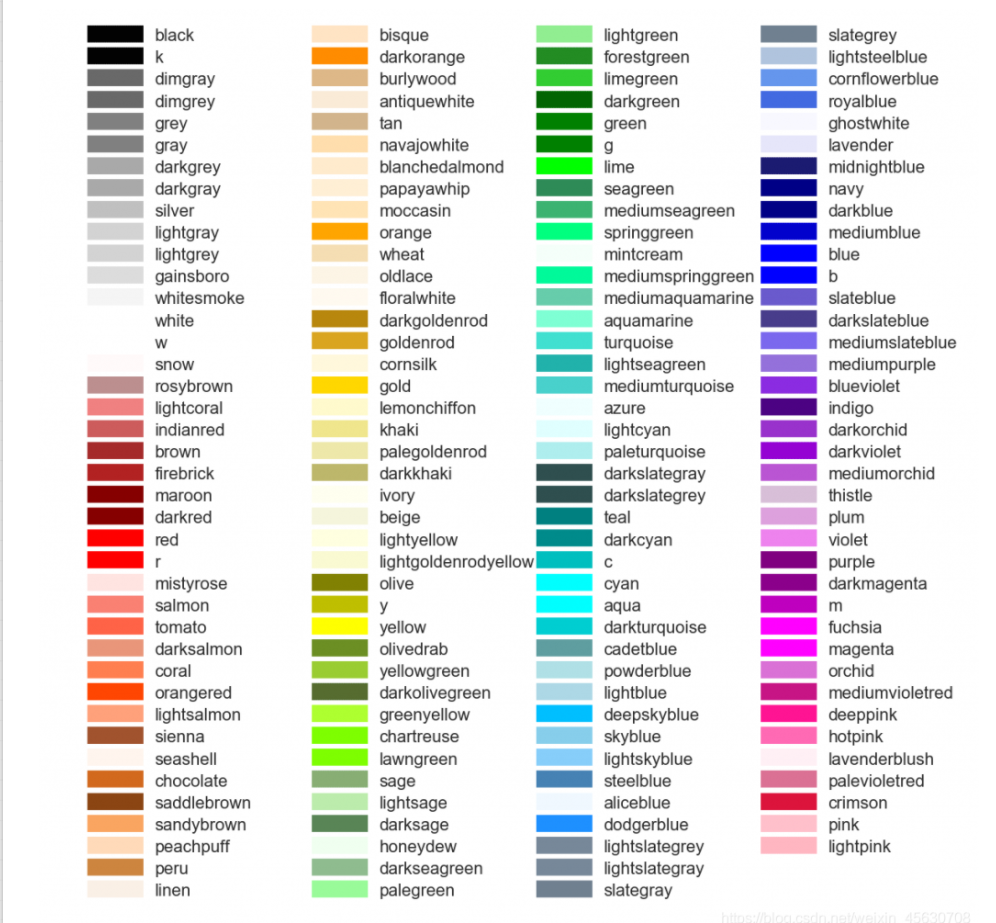 black
k
dimgray
dimgrey
grey
gray
darkgrey
darkgray
silver
lightgray
lightgrey
gainsboro
whitesmoke
white
w
snow
rosybrown
lightcoral
indianred
brown
firebrick
maroon
darkred
red
r
mistyrose
salmon
tomato
darksalmon
coral
orangered
lightsalmon
sienna
seashell
chocolate
saddlebrown
sandybrown
peachpuff
peru
linen
bisque
darkorange
burlywood
antiquewhite
tan
navajowhite
blanchedalmond
papayawhip
moccasin
orange
wheat
oldlace
floralwhite
darkgoldenrod
goldenrod
cornsilk
gold
lemonchiffon
khaki
palegoldenrod
darkkhaki
ivory
beige
lightyellow
lightgoldenrodyellow
olive
y
yellow
olivedrab
yellowgreen
darkolivegreen
greenyellow
chartreuse
lawngreen
sage
lightsage
darksage
honeydew
darkseagreen
palegreen
lightgreen
forestgreen
limegreen
darkgreen
green
g
lime
seagreen
mediumseagreen
springgreen
mintcream
mediumspringgreen
mediumaquamarine
aquamarine
turquoise
lightseagreen
mediumturquoise
azure
lightcyan
paleturquoise
darkslategray
darkslategrey
teal
darkcyan
c
cyan
aqua
darkturquoise
cadetblue
powderblue
lightblue
deepskyblue
skyblue
lightskyblue
steelblue
aliceblue
dodgerblue
lightslategrey
lightslategray
slategray
slategrey
lightsteelblue
cornflowerblue
royalblue
ghostwhite
lavender
midnightblue
navy
darkblue
mediumblue
blue
b
slateblue
darkslateblue
mediumslateblue
mediumpurple
blueviolet
indigo
darkorchid
darkviolet
mediumorchid
thistle
plum
violet
purple
darkmagenta
m
fuchsia
magenta
orchid
mediumvioletred
deeppink
hotpink
lavenderblush
palevioletred
crimson
pink
lightpink
https://blog.csdn.net/weixin_45630708